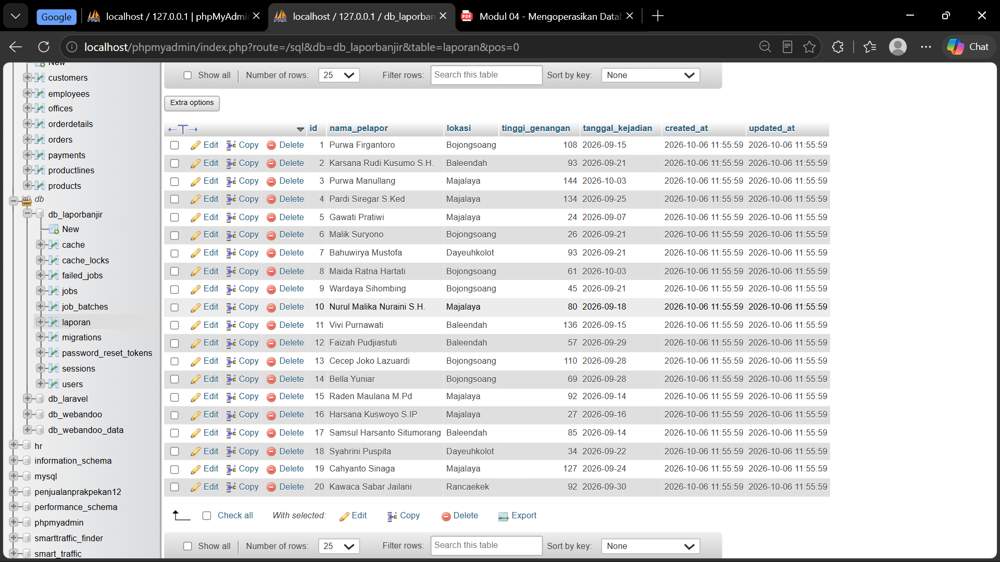 Google
localhost / 127.0.0.1 | phpMyAdmi
localhost / 127.0.0.1 / db_laporban
Modul 04 - Mengoperasikan Datab
localhost/phpmyadmin/index.php?route=/sql&db=db_laporbanjir&table=laporan&pos=0
Chat
New
customers
employees
offices
orderdetails
orders
payments
productlines
products
db
db_laporbanjir
New
cache
cache_locks
failed_jobs
jobs
job_batches
laporan
migrations
password_reset_tokens
sessions
users
db_laravel
db_webandoo
db_webandoo_data
hr
information_schema
mysql
penjualanprakpekan12
performance_schema
phpmyadmin
smarttraffic_finder
smart_traffic
Show all Number of rows: 25 Filter rows: Search this table Sort by key: None
Extra options
id nama_pelapor lokasi tinggi_genangan tanggal_kejadian created_at updated_at
Edit Copy Delete 1 Purwa Firgantoro Bojongsoang 108 2026-09-15 2026-10-06 11:55:59 2026-10-06 11:55:59
Edit Copy Delete 2 Karsana Rudi Kusumo S.H. Baleendah 93 2026-09-21 2026-10-06 11:55:59 2026-10-06 11:55:59
Edit Copy Delete 3 Purwa Manullang Majalaya 144 2026-10-03 2026-10-06 11:55:59 2026-10-06 11:55:59
Edit Copy Delete 4 Pardi Siregar S.Ked Majalaya 134 2026-09-25 2026-10-06 11:55:59 2026-10-06 11:55:59
Edit Copy Delete 5 Gawati Pratiwi Majalaya 24 2026-09-07 2026-10-06 11:55:59 2026-10-06 11:55:59
Edit Copy Delete 6 Malik Suryono Bojongsoang 26 2026-09-21 2026-10-06 11:55:59 2026-10-06 11:55:59
Edit Copy Delete 7 Bahuwirya Mustofa Dayeuhkolot 93 2026-09-21 2026-10-06 11:55:59 2026-10-06 11:55:59
Edit Copy Delete 8 Maida Ratna Hartati Bojongsoang 61 2026-10-03 2026-10-06 11:55:59 2026-10-06 11:55:59
Edit Copy Delete 9 Wardaya Sihombing Bojongsoang 45 2026-09-21 2026-10-06 11:55:59 2026-10-06 11:55:59
Edit Copy Delete 10 Nurul Malika Nuraini S.H. Majalaya 80 2026-09-18 2026-10-06 11:55:59 2026-10-06 11:55:59
Edit Copy Delete 11 Vivi Purnawati Baleendah 136 2026-09-15 2026-10-06 11:55:59 2026-10-06 11:55:59
Edit Copy Delete 12 Faizah Pudjiastuti Baleendah 57 2026-09-29 2026-10-06 11:55:59 2026-10-06 11:55:59
Edit Copy Delete 13 Cecep Joko Lazuardi Bojongsoang 110 2026-09-28 2026-10-06 11:55:59 2026-10-06 11:55:59
Edit Copy Delete 14 Bella Yuniar Bojongsoang 69 2026-09-28 2026-10-06 11:55:59 2026-10-06 11:55:59
Edit Copy Delete 15 Raden Maulana M.Pd Majalaya 92 2026-09-14 2026-10-06 11:55:59 2026-10-06 11:55:59
Edit Copy Delete 16 Harsana Kuswoyo S.IP Majalaya 27 2026-09-16 2026-10-06 11:55:59 2026-10-06 11:55:59
Edit Copy Delete 17 Samsul Harsanto Situmorang Baleendah 85 2026-09-14 2026-10-06 11:55:59 2026-10-06 11:55:59
Edit Copy Delete 18 Syahrini Puspita Dayeuhkolot 34 2026-09-22 2026-10-06 11:55:59 2026-10-06 11:55:59
Edit Copy Delete 19 Cahyanto Sinaga Majalaya 127 2026-09-24 2026-10-06 11:55:59 2026-10-06 11:55:59
Edit Copy Delete 20 Kawaca Sabar Jailani Rancaekek 92 2026-09-30 2026-10-06 11:55:59 2026-10-06 11:55:59
Check all With selected: Edit Copy Delete Export
Show all Number of rows: 25 Filter rows: Search this table Sort by key: None